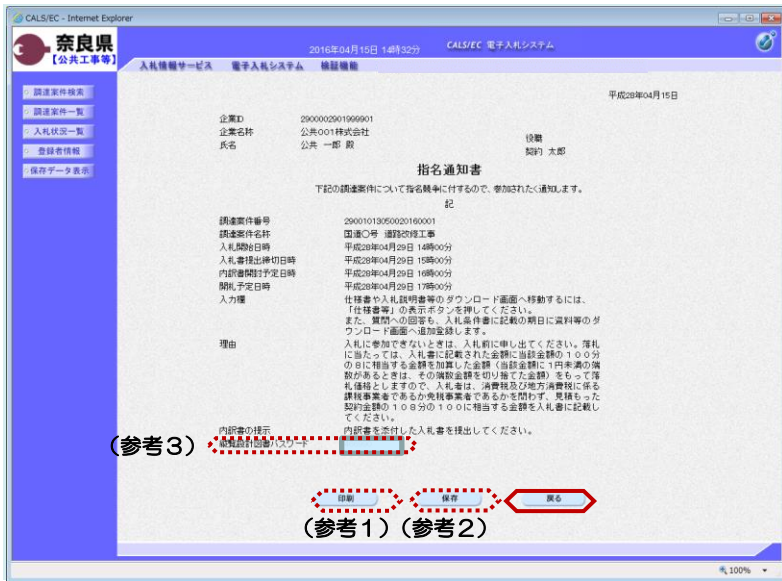 CALS/EC - Internet Explorer
奈良県
【公共工事等】
2016年04月15日 14時32分
CALS/EC 電子入札システム
入札情報サービス 電子入札システム 検証機能
調達案件検索
調達案件一覧
入札状況一覧
登録者情報
保存データ表示
平成28年04月15日
企業ID 2900002901999901
企業名称 公共001株式会社
氏名 公共 一郎 殿
役職
契約 太郎
指名通知書
下記の調達案件について指名競争に付するので、参加されたく通知します。
記
調達案件番号 29001013050020160001
調達案件名称 国道〇号 道路改修工事
入札開始日時 平成28年04月29日 14時00分
入札書提出締切日時 平成28年04月29日 15時00分
内訳書開封予定日時 平成28年04月29日 16時00分
開札予定日時 平成28年04月29日 17時00分
入力欄 仕様書や入札説明書等のダウンロード画面へ移動するには、
「仕様書等」の表示ボタンを押してください。
また、質問への回答も、入札条件書に記載の期日に資料等のダ
ウンロード画面へ追加登録します。
理由 入札に参加できないときは、入札前に申し出てください。落札
に当たっては、入札書に記載された金額に当該金額の１００分
の８に相当する金額を加算した金額（当該金額に１円未満の端
数があるときは、その端数金額を切り捨てた金額）をもって落
札価格としますので、入札者は、消費税及び地方消費税に係る
課税事業者であるか免税事業者であるかを問わず、見積もった
契約金額の１０８分の１００に相当する金額を入札書に記載し
てください。
内訳書の提示 内訳書を添付した入札書を提出してください。
（参考３） 縦覧設計図書パスワード
印刷 保存 戻る
（参考１）（参考２）
100%